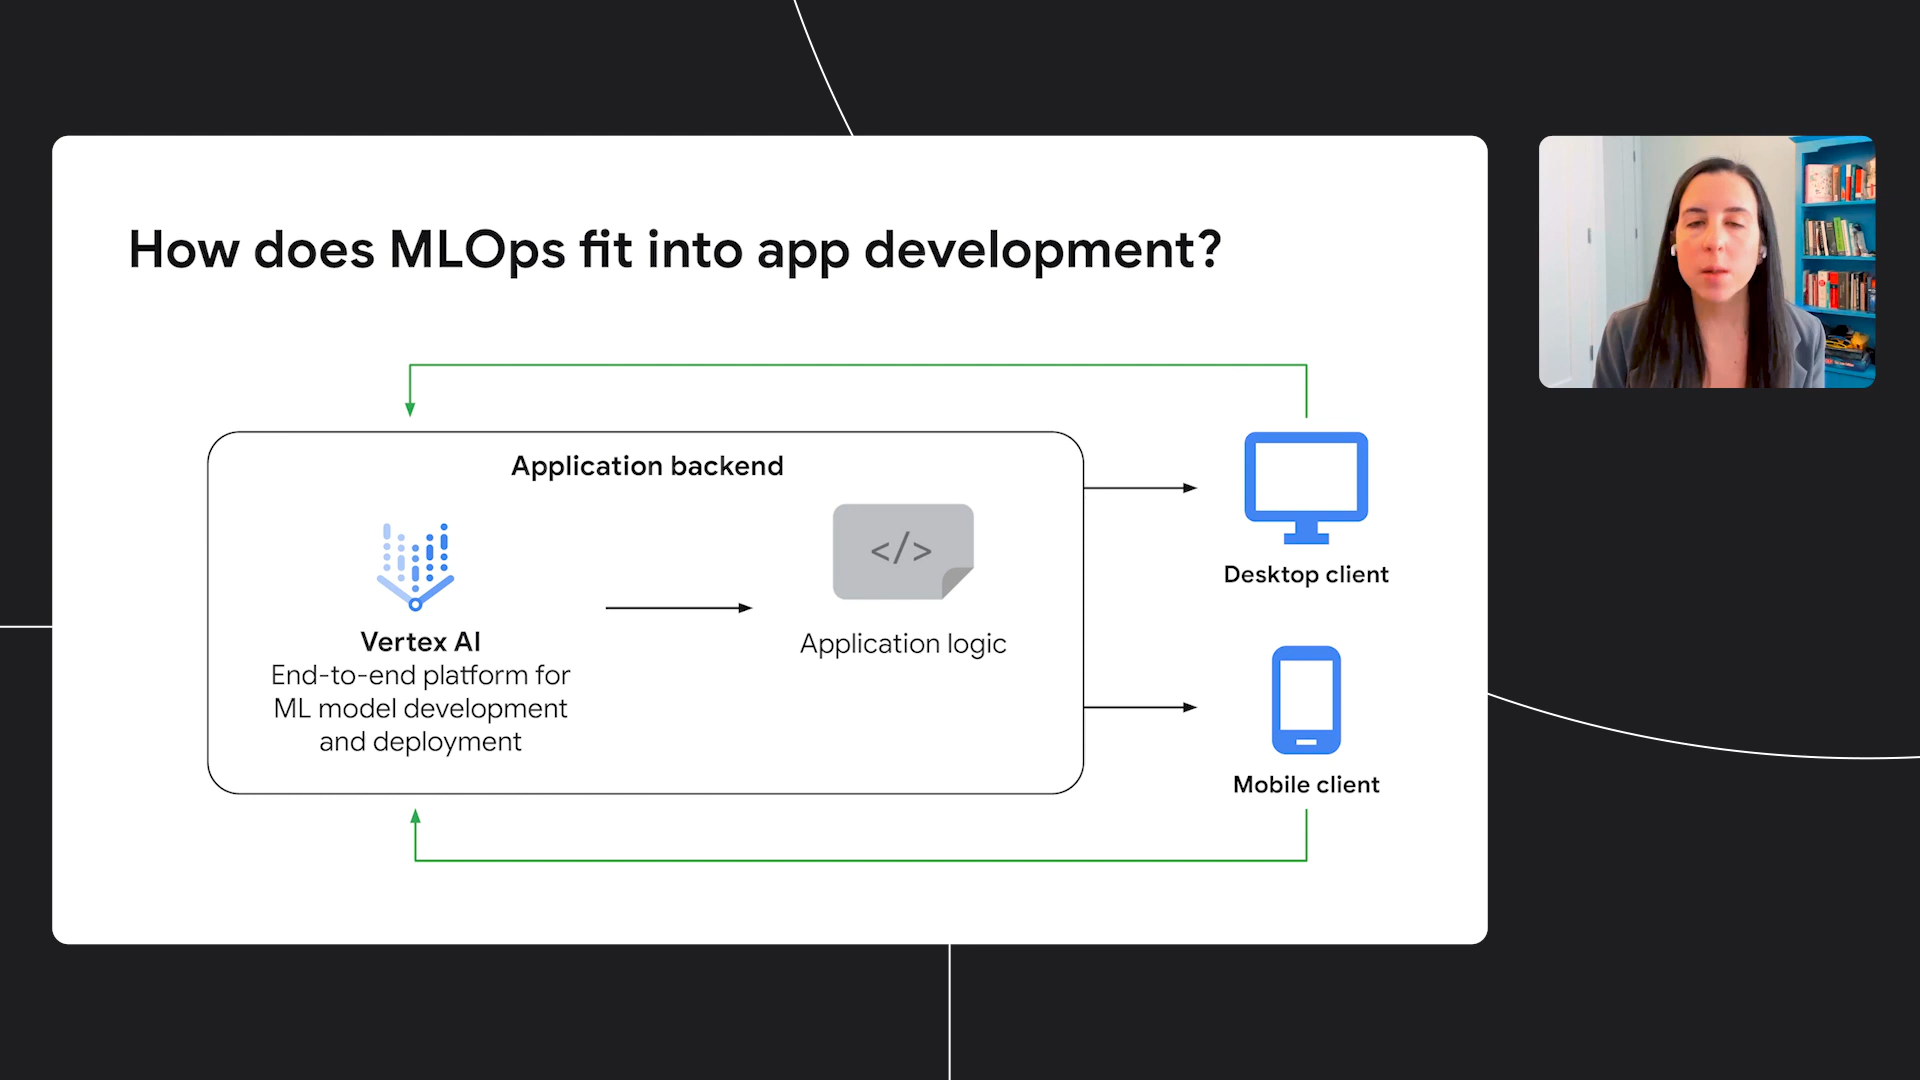 How does MLOps fit into app development?
Application backend
</>
Vertex AI
End-to-end platform for
ML model development
and deployment
Application logic
Desktop client
Mobile client